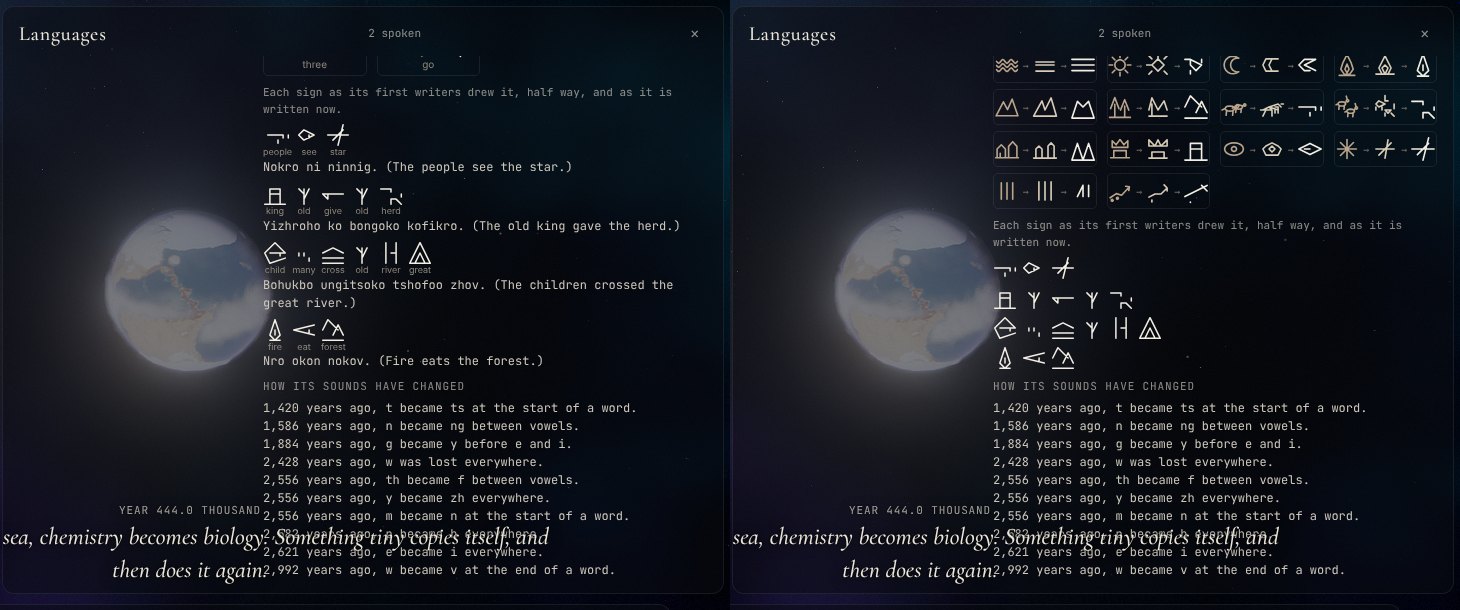 Languages
2 spoken
×
three
go
Each sign as its first writers drew it, half way, and as it is
written now.
people see star
Nokro ni ninnig. (The people see the star.)
king old give old herd
Yizhroho ko bongoko kofikro. (The old king gave the herd.)
child many cross old river great
Bohukbo ungitsoko tshofoo zhov. (The children crossed the
great river.)
fire eat forest
Nro okon nokov. (Fire eats the forest.)
HOW ITS SOUNDS HAVE CHANGED
1,420 years ago, t became ts at the start of a word.
1,586 years ago, n became ng between vowels.
1,884 years ago, g became y before e and i.
2,428 years ago, w was lost everywhere.
2,556 years ago, th became f between vowels.
2,556 years ago, y became zh everywhere.
2,556 years ago, m became n at the start of a word.
2,621 years ago, e became i everywhere.
2,992 years ago, w became v at the end of a word.
YEAR 444.0 THOUSAND
sea, chemistry becomes biology. Something tiny copies itself, and
then does it again.
Languages
2 spoken
×
Each sign as its first writers drew it, half way, and as it is
written now.
HOW ITS SOUNDS HAVE CHANGED
1,420 years ago, t became ts at the start of a word.
1,586 years ago, n became ng between vowels.
1,884 years ago, g became y before e and i.
2,428 years ago, w was lost everywhere.
2,556 years ago, th became f between vowels.
2,556 years ago, y became zh everywhere.
2,556 years ago, m became n at the start of a word.
2,621 years ago, e became i everywhere.
2,992 years ago, w became v at the end of a word.
YEAR 444.0 THOUSAND
sea, chemistry becomes biology. Something tiny copies itself, and
then does it again.